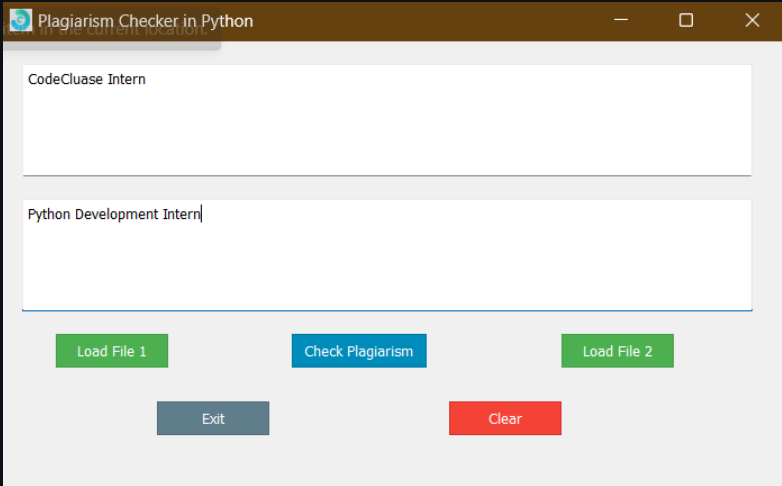 Plagiarism Checker in Python
item in the current location.
CodeCluase Intern
Python Development Intern
Load File 1
Check Plagiarism
Load File 2
Exit
Clear